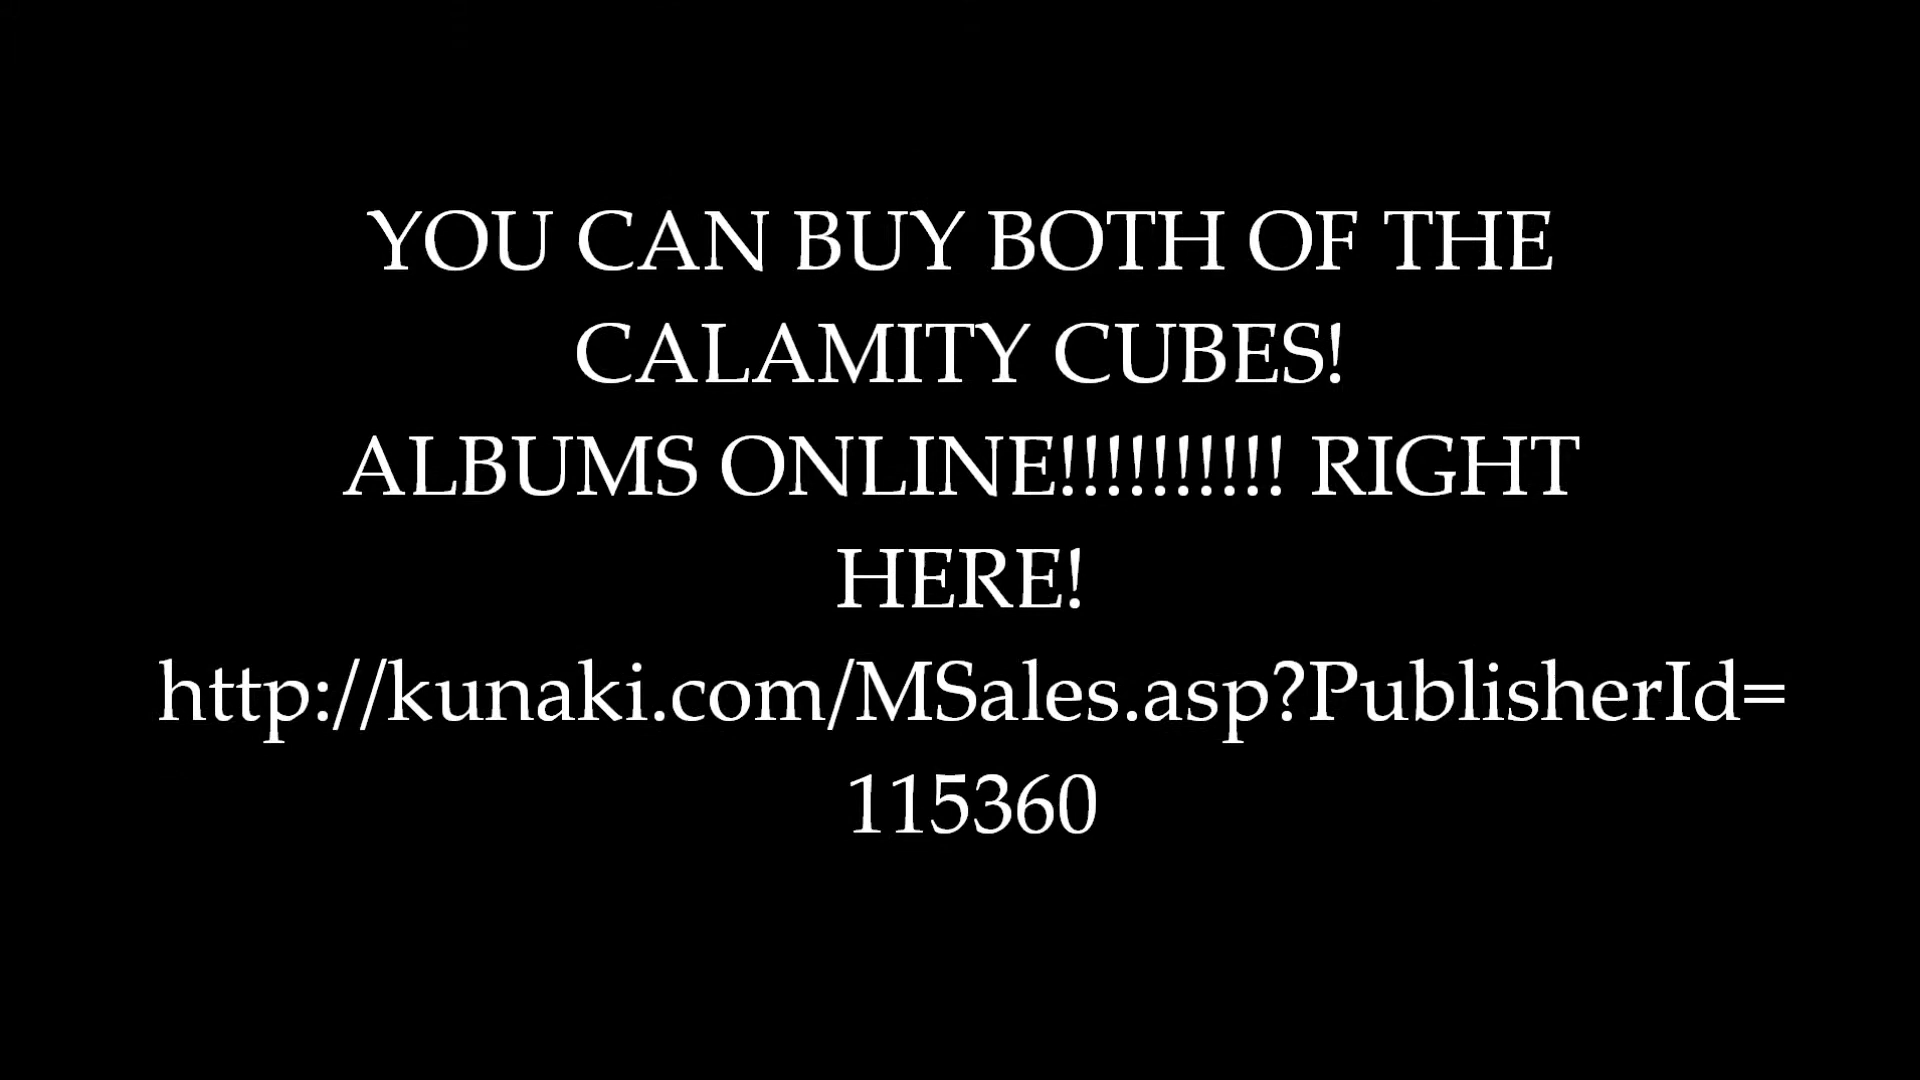 YOU CAN BUY BOTH OF THE
CALAMITY CUBES!
ALBUMS ONLINE!!!!!!!!!! RIGHT
HERE!
http://kunaki.com/MSales.asp?PublisherId=
115360